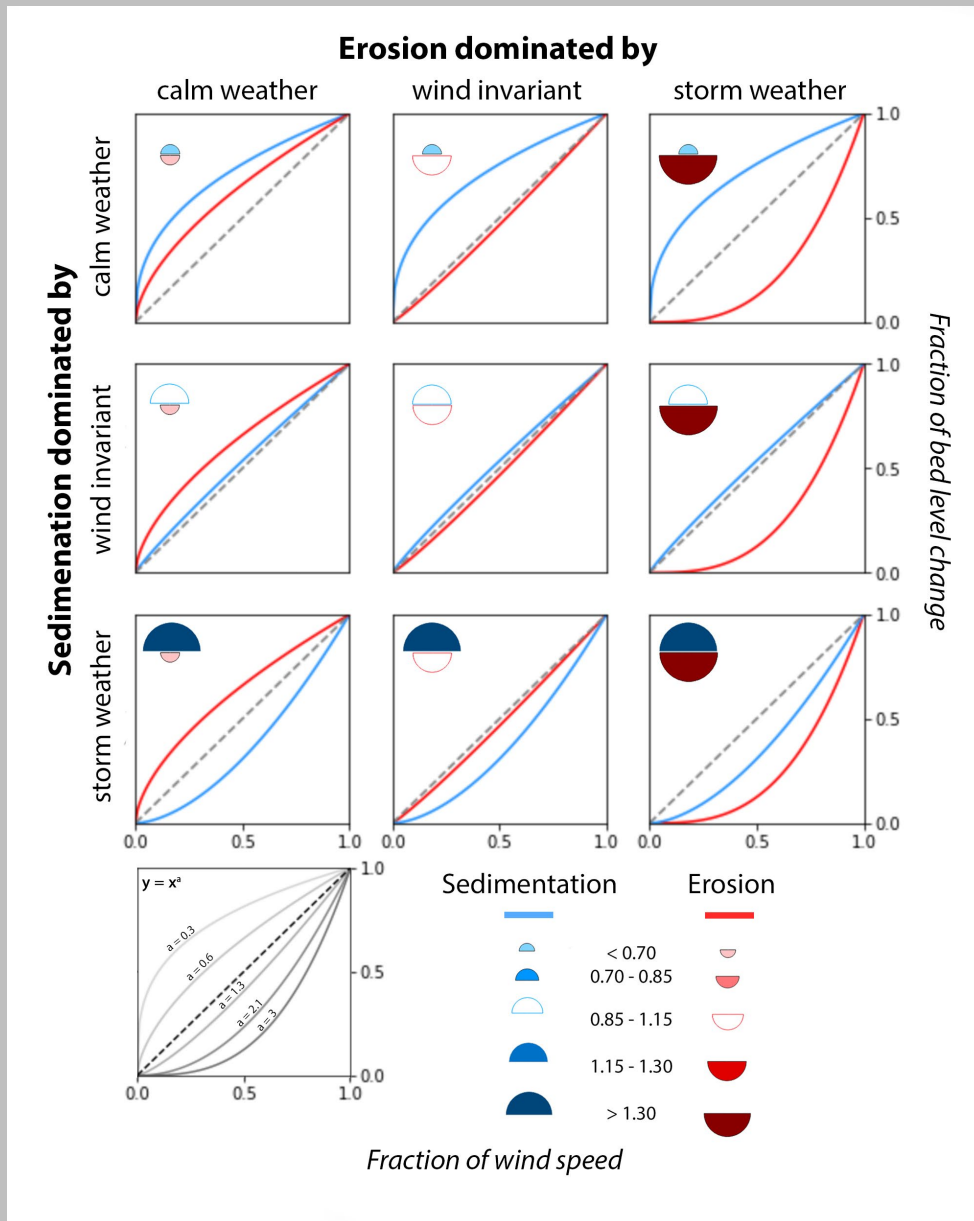 Erosion dominated by
calm weather
wind invariant
storm weather
Sedimenation dominated by
calm weather
1.0
0.5
0.0
wind invariant
1.0
0.5
0.0
Fraction of bed level change
storm weather
1.0
0.5
0.0
0.0 0.5 1.0
0.0 0.5 1.0
0.0 0.5 1.0
y = xᵃ
a = 0.3
a = 0.6
a = 1.3
a = 2.1
a = 3
1.0
0.5
0.0
0.0 0.5 1.0
Sedimentation Erosion
< 0.70
0.70 - 0.85
0.85 - 1.15
1.15 - 1.30
> 1.30
Fraction of wind speed